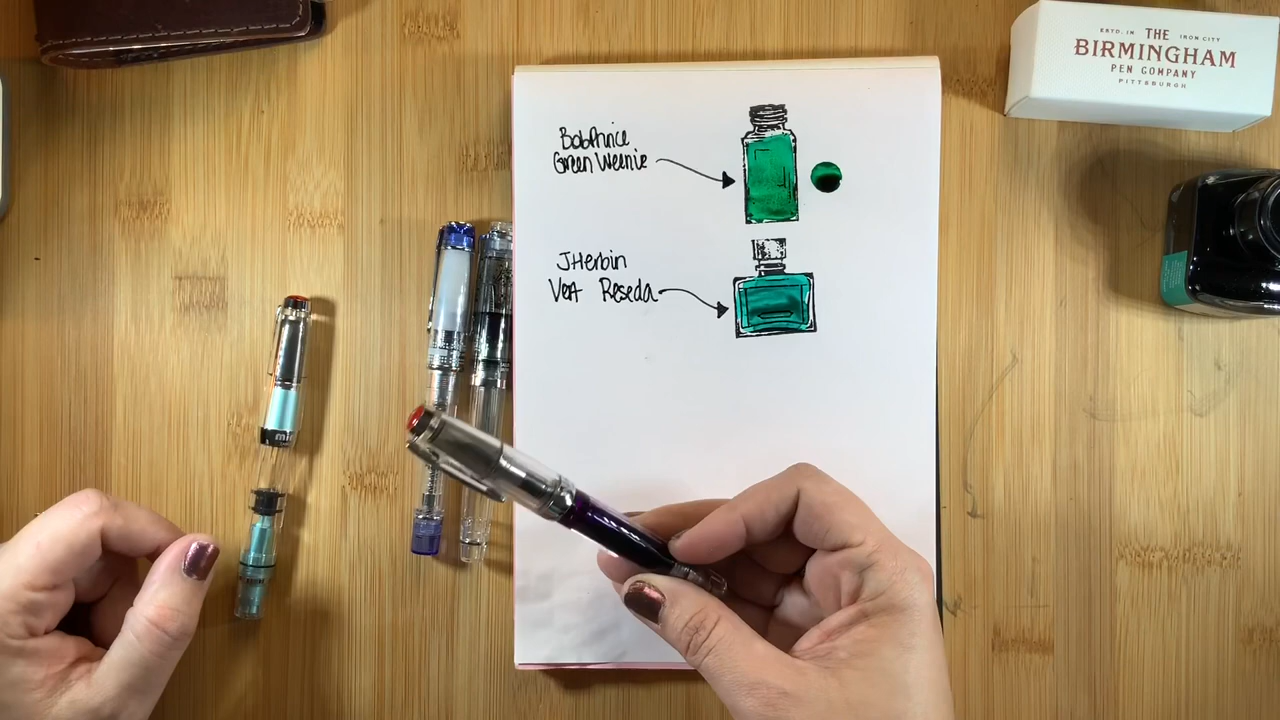 BobPrince
Green Weenie
JHerbin
Vert Reseda
ESTD. IN THE IRON CITY
BIRMINGHAM
PEN COMPANY
PITTSBURGH